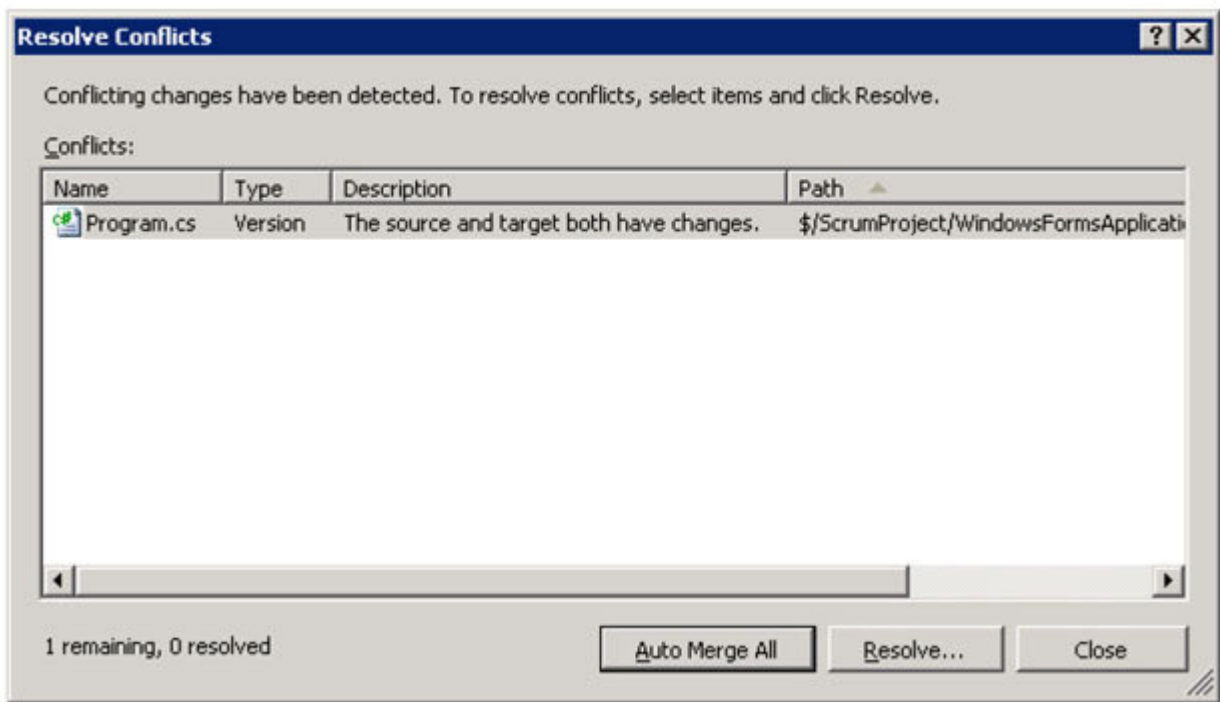 Resolve Conflicts
Conflicting changes have been detected. To resolve conflicts, select items and click Resolve.
Conflicts:
Name Type Description Path
Program.cs Version The source and target both have changes. $/ScrumProject/WindowsFormsApplicati
1 remaining, 0 resolved Auto Merge All Resolve... Close